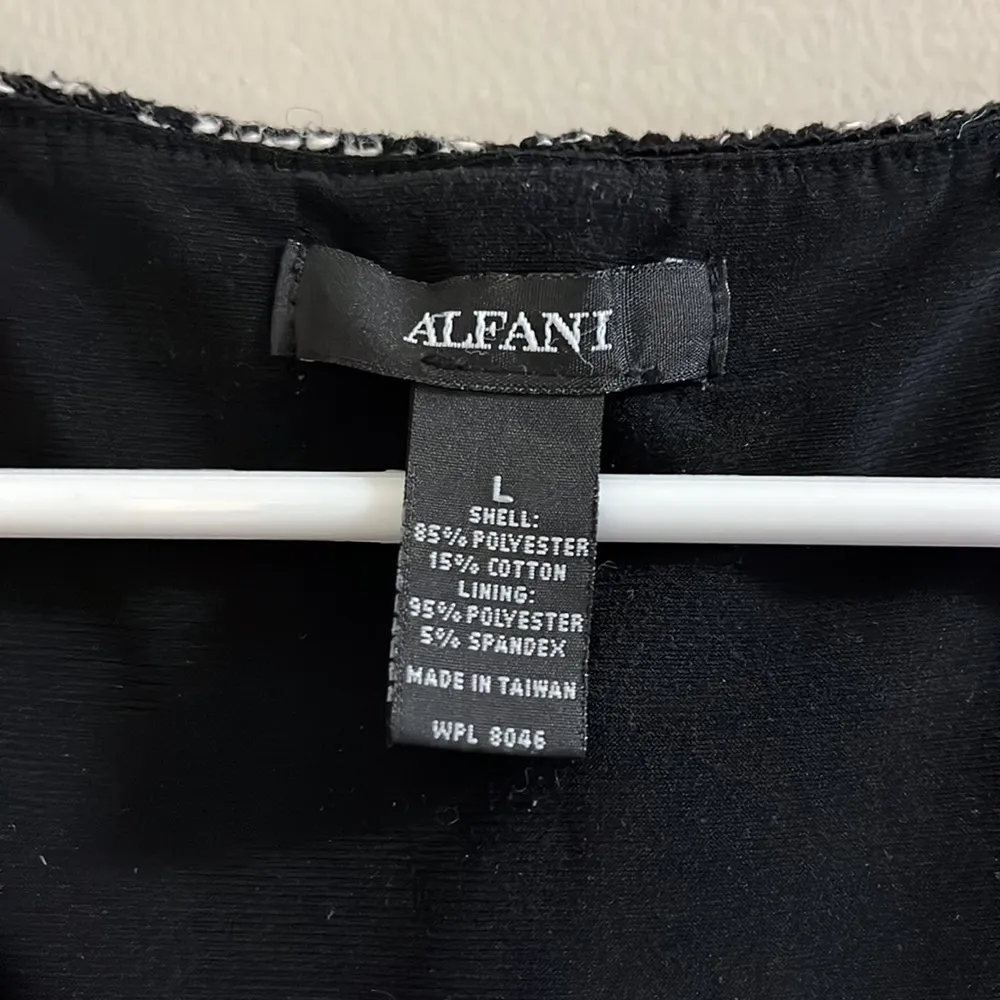 ALFANI
L
SHELL:
85% POLYESTER
15% COTTON
LINING:
95% POLYESTER
5% SPANDEX
MADE IN TAIWAN
WPL 8046